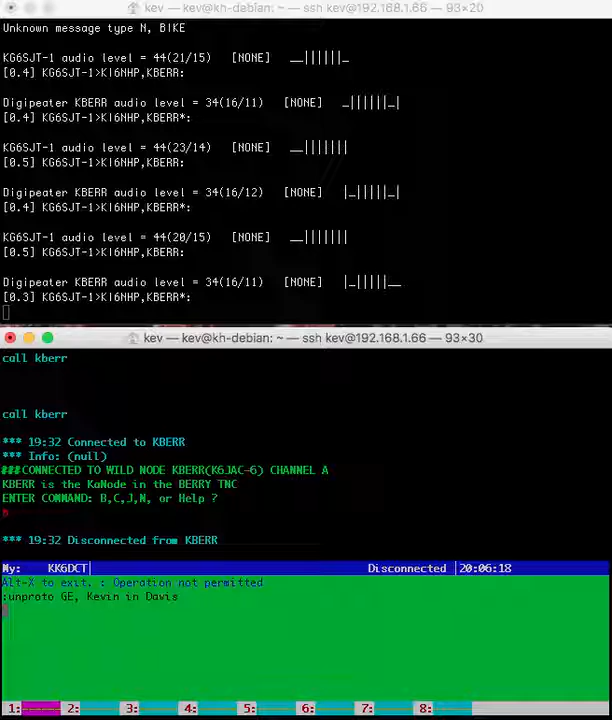 kev — kev@kh-debian: ~ — ssh kev@192.168.1.66 — 93×20
Unknown message type N, BIKE
KG6SJT-1 audio level = 44(21/15) [NONE] __||||||_
[0.4] KG6SJT-1>KI6NHP,KBERR:
Digipeater KBERR audio level = 34(16/11) [NONE] _||||||_|
[0.4] KG6SJT-1>KI6NHP,KBERR*:
KG6SJT-1 audio level = 44(23/14) [NONE] __|||||||
[0.5] KG6SJT-1>KI6NHP,KBERR:
Digipeater KBERR audio level = 34(16/12) [NONE] |_|||||_|
[0.4] KG6SJT-1>KI6NHP,KBERR*:
KG6SJT-1 audio level = 44(20/15) [NONE] __|||||||
[0.5] KG6SJT-1>KI6NHP,KBERR:
Digipeater KBERR audio level = 34(16/11) [NONE] |_|||||__
[0.3] KG6SJT-1>KI6NHP,KBERR*:
kev — kev@kh-debian: ~ — ssh kev@192.168.1.66 — 93×30
call kberr
call kberr
*** 19:32 Connected to KBERR
*** Info: (null)
###CONNECTED TO WILD NODE KBERR(K6JAC-6) CHANNEL A
KBERR is the KaNode in the BERRY TNC
ENTER COMMAND: B,C,J,N, or Help ?
*** 19:32 Disconnected from KBERR
My: KK6DCT| Disconnected |20:06:18
Alt-X to exit. : Operation not permitted
:unproto GE, Kevin in Davis
1: 2: 3: 4: 5: 6: 7: 8: